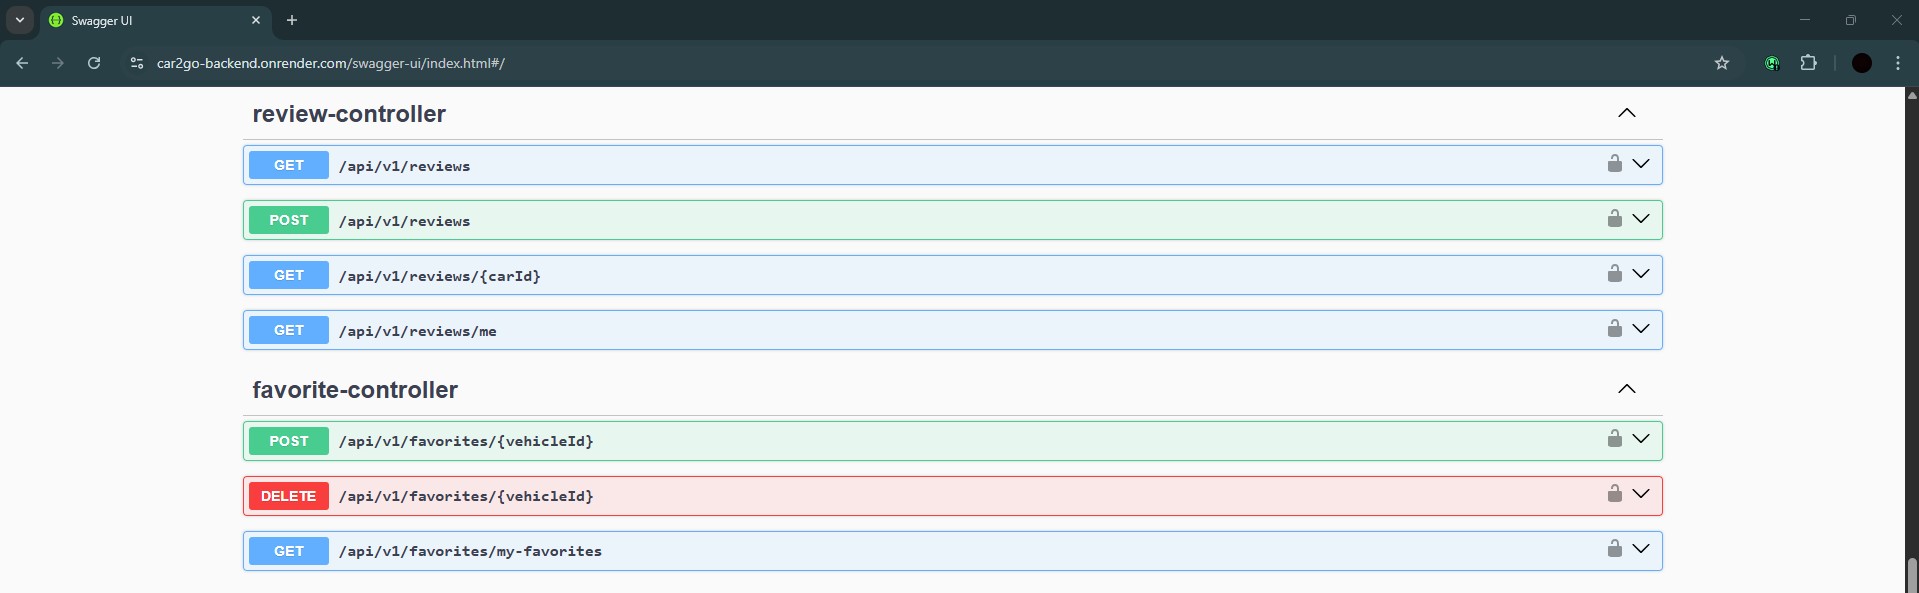 Swagger UI
car2go-backend.onrender.com/swagger-ui/index.html#/
review-controller
GET /api/v1/reviews
POST /api/v1/reviews
GET /api/v1/reviews/{carId}
GET /api/v1/reviews/me
favorite-controller
POST /api/v1/favorites/{vehicleId}
DELETE /api/v1/favorites/{vehicleId}
GET /api/v1/favorites/my-favorites